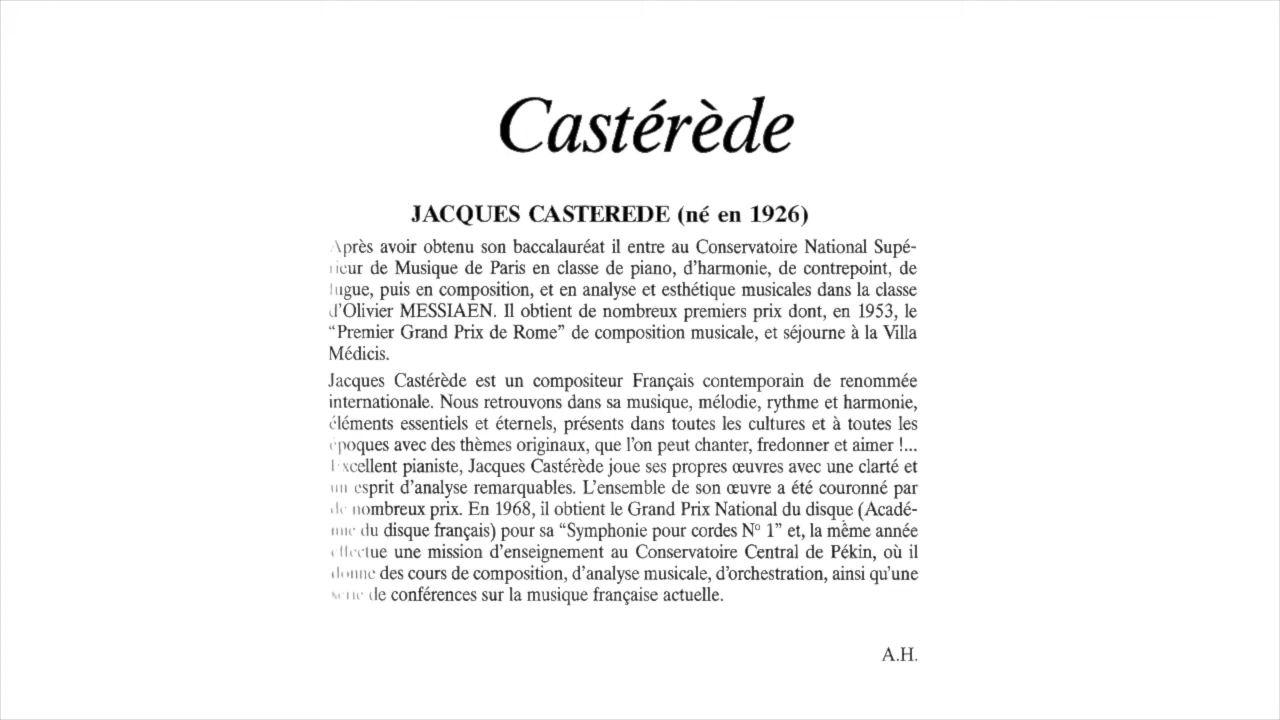 Castérède
JACQUES CASTEREDE (né en 1926)
Après avoir obtenu son baccalauréat il entre au Conservatoire National Supé-
rieur de Musique de Paris en classe de piano, d'harmonie, de contrepoint, de
fugue, puis en composition, et en analyse et esthétique musicales dans la classe
d'Olivier MESSIAEN. Il obtient de nombreux premiers prix dont, en 1953, le
“Premier Grand Prix de Rome” de composition musicale, et séjourne à la Villa
Médicis.
Jacques Castérède est un compositeur Français contemporain de renommée
internationale. Nous retrouvons dans sa musique, mélodie, rythme et harmonie,
éléments essentiels et éternels, présents dans toutes les cultures et à toutes les
époques avec des thèmes originaux, que l'on peut chanter, fredonner et aimer !...
Excellent pianiste, Jacques Castérède joue ses propres œuvres avec une clarté et
un esprit d'analyse remarquables. L'ensemble de son œuvre a été couronné par
de nombreux prix. En 1968, il obtient le Grand Prix National du disque (Acadé-
mie du disque français) pour sa “Symphonie pour cordes N° 1” et, la même année
effectue une mission d'enseignement au Conservatoire Central de Pékin, où il
donne des cours de composition, d'analyse musicale, d'orchestration, ainsi qu'une
série de conférences sur la musique française actuelle.
A.H.